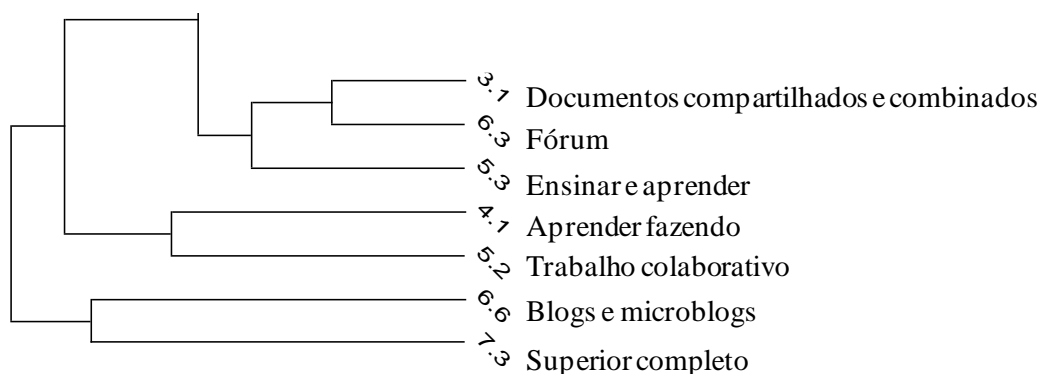 3.1 Documentos compartilhados e combinados
6.3 Fórum
5.3 Ensinar e aprender
4.1 Aprender fazendo
5.2 Trabalho colaborativo
6.6 Blogs e microblogs
7.3 Superior completo